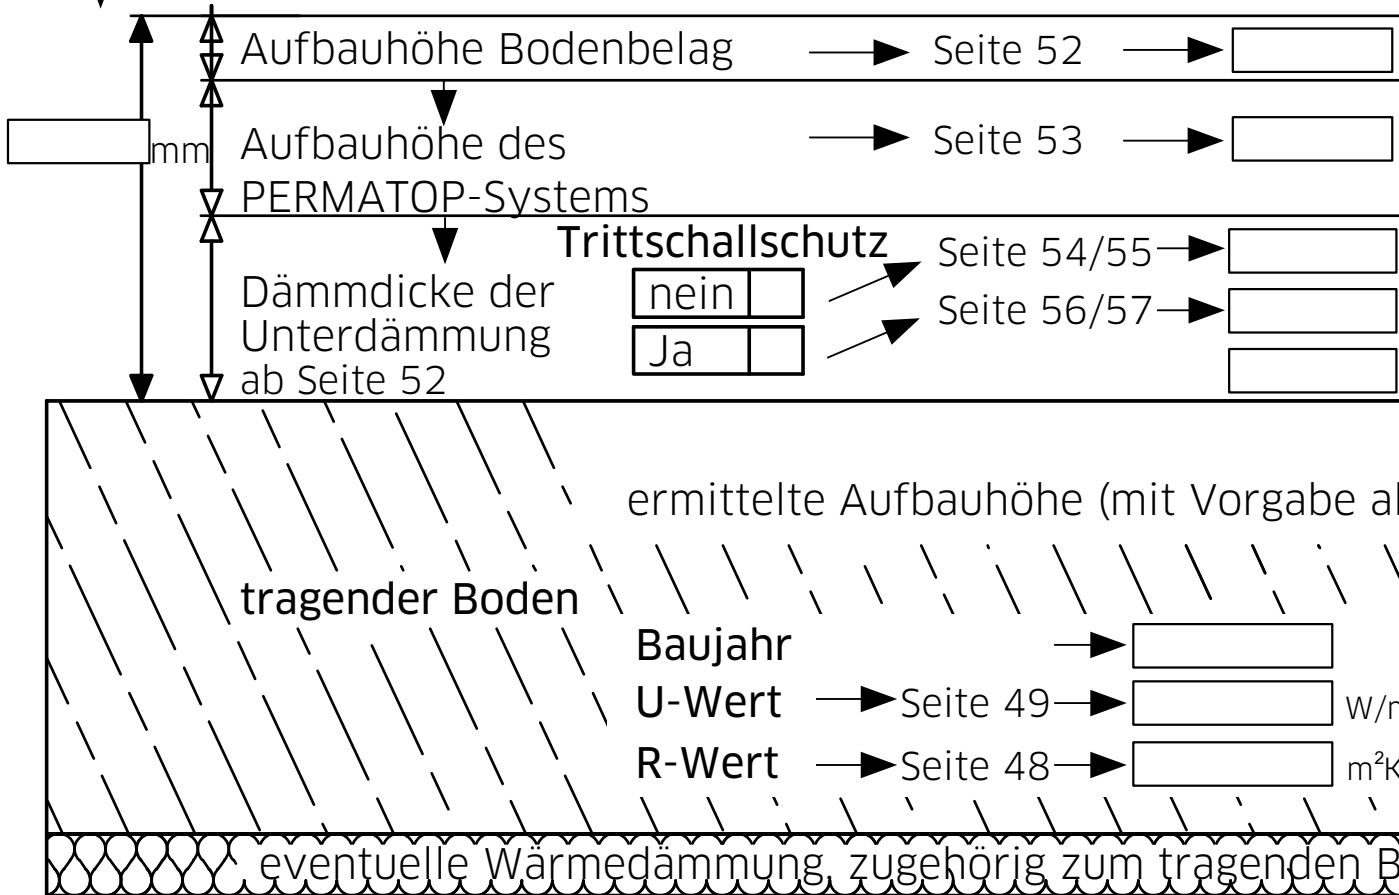 Aufbauhöhe Bodenbelag Seite 52
mm Aufbauhöhe des Seite 53
PERMATOP-Systems
Trittschallschutz Seite 54/55
Dämmdicke der nein
Unterdämmung Seite 56/57
ab Seite 52 Ja
ermittelte Aufbauhöhe (mit Vorgabe
tragender Boden
Baujahr
U-Wert Seite 49
R-Wert Seite 48 m²K
eventuelle Wärmedämmung, zugehörig zum tragenden